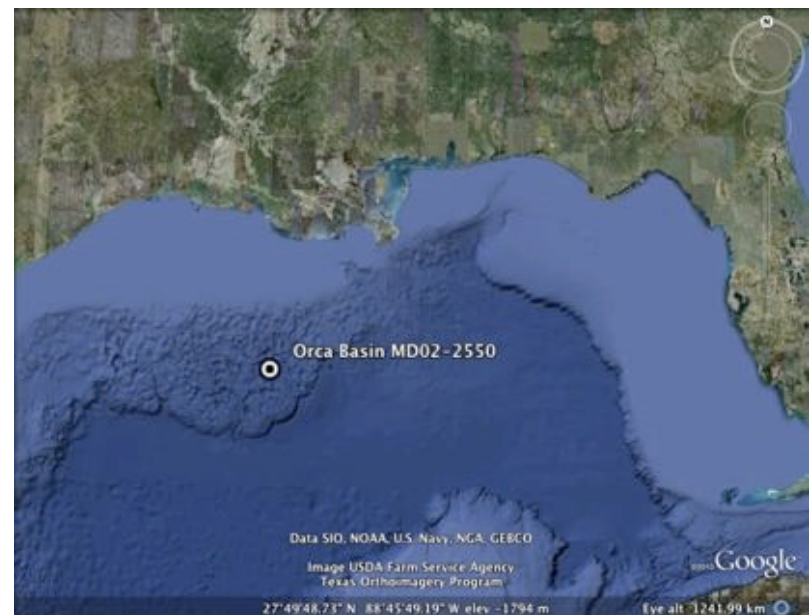 N
Orca Basin MD02-2550
Data SIO, NOAA, U.S. Navy, NGA, GEBCO
Image USDA Farm Service Agency
Texas Orthoimagery Program
Google
27°49'48.73" N 88°45'49.19" W elev -1794 m
Eye alt 1241.99 km